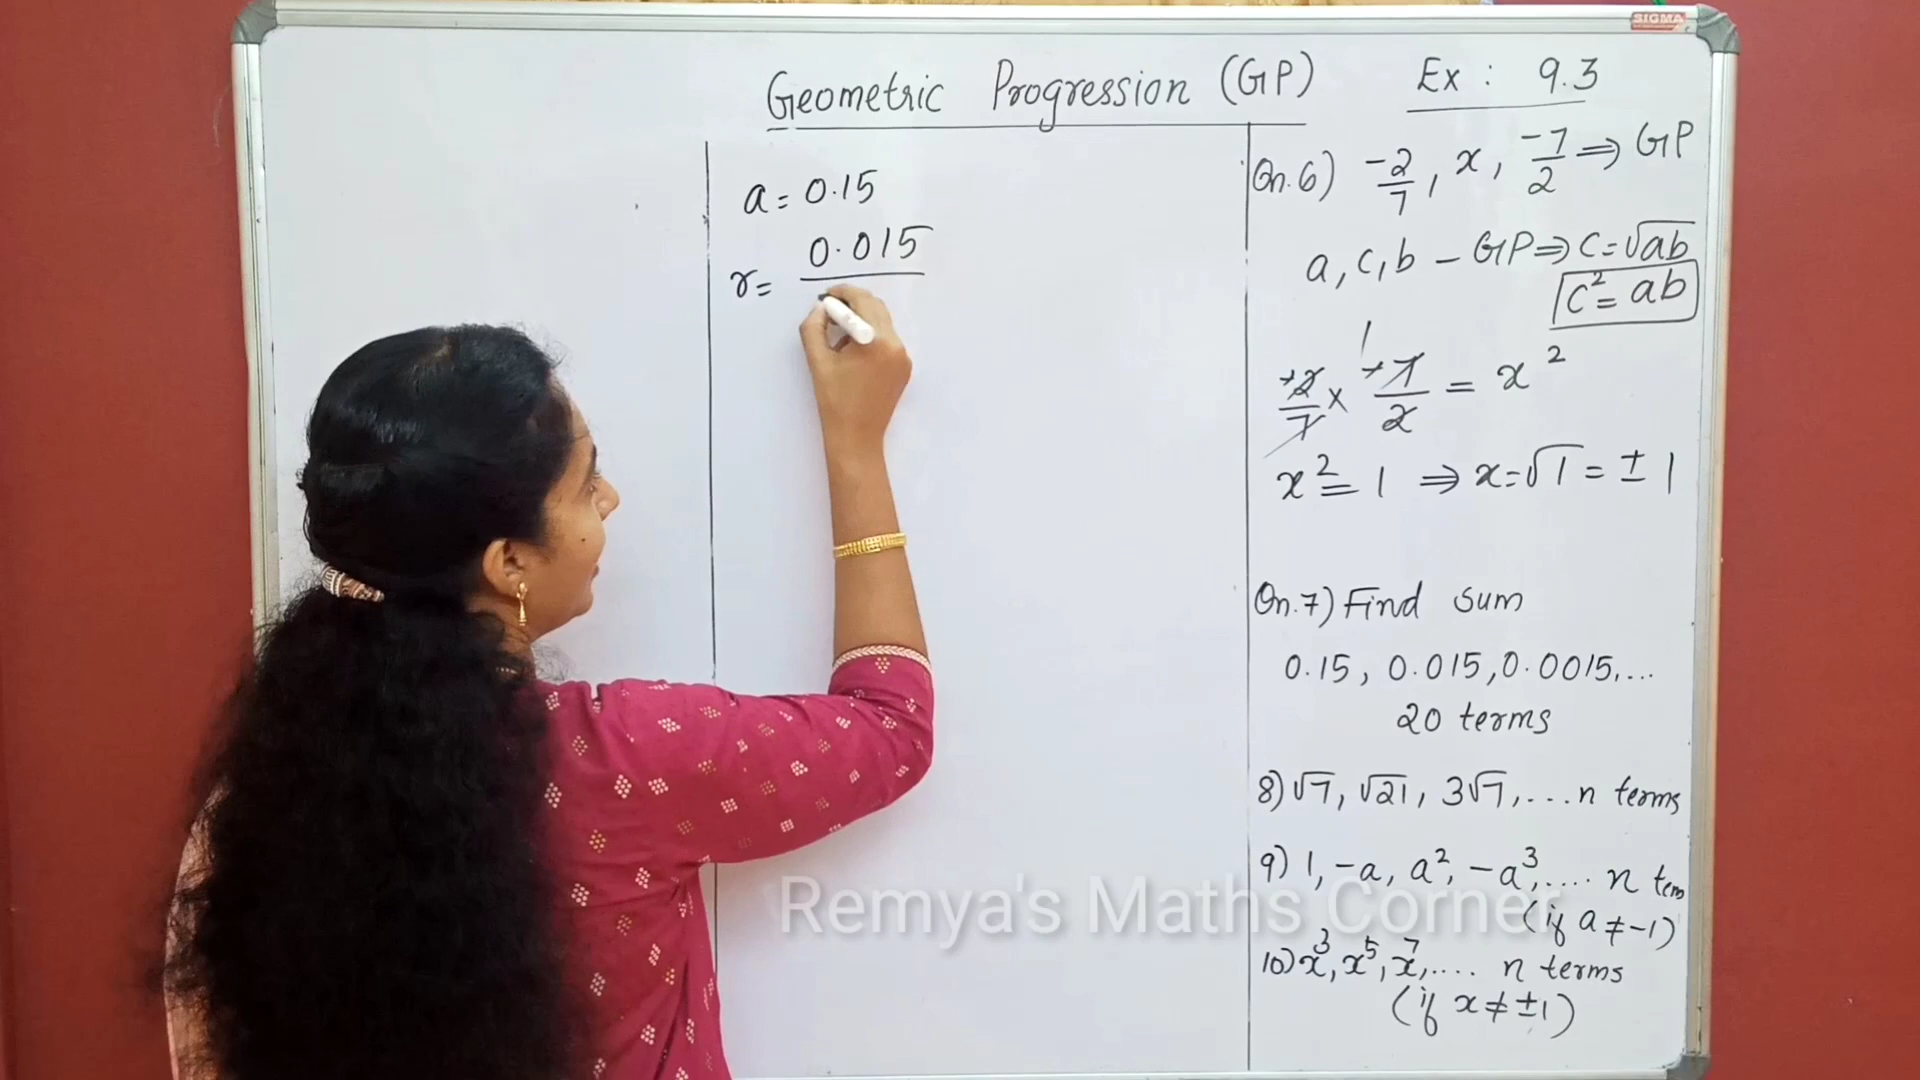 SIGMA
Geometric Progression (GP)
Ex : 9.3
a = 0.15
r = 0.015
Qn.6) -2/7, x, -7/2 ⇒ GP
a, c, b - GP ⇒ c = √ab
c² = ab
+2/7 × +7/2 = x²
1
x² = 1 ⇒ x = √1 = ± 1
Qn.7) Find sum
0.15, 0.015, 0.0015, ...
20 terms
8) √7, √21, 3√7, ... n terms
9) 1, -a, a², -a³, .... n tem
(if a ≠ -1)
10) x³, x⁵, x⁷, .... n terms
(if x ≠ ±1)
Remya's Maths Corner